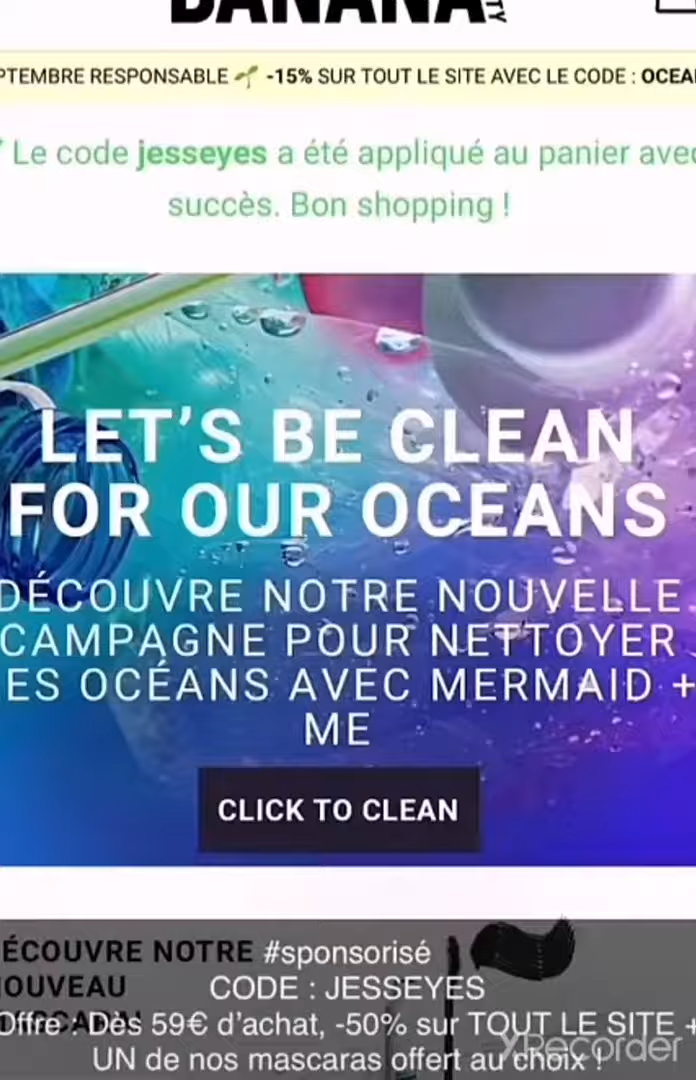 BANANA
TY
PTEMBRE RESPONSABLE -15% SUR TOUT LE SITE AVEC LE CODE : OCEA
Le code jesseyes a été appliqué au panier avec
succès. Bon shopping !
LET'S BE CLEAN
FOR OUR OCEANS
DÉCOUVRE NOTRE NOUVELLE
CAMPAGNE POUR NETTOYER
ES OCÉANS AVEC MERMAID +
ME
CLICK TO CLEAN
ÉCOUVRE NOTRE #sponsorisé
OUVEAU CODE : JESSEYES
Offre : Dès 59€ d'achat, -50% sur TOUT LE SITE +
UN de nos mascaras offert au choix !
XRecorder